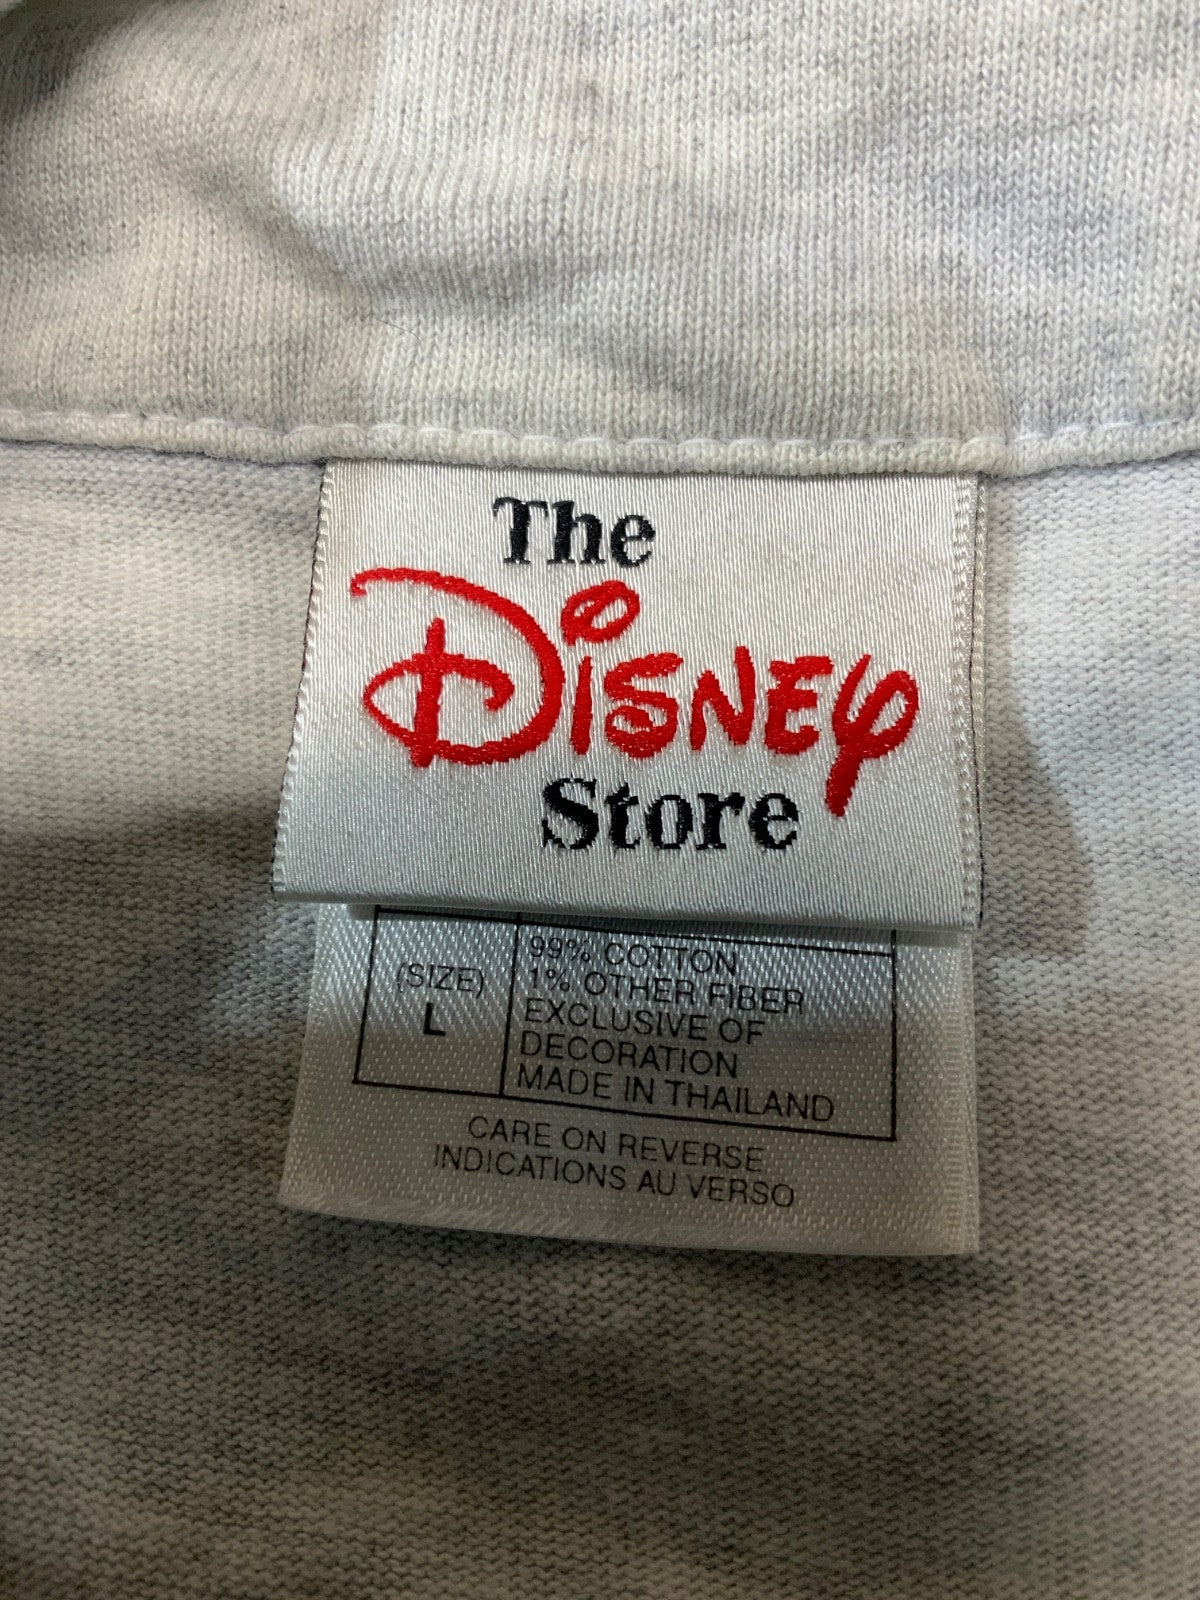 The
Disney
Store
(SIZE)
L
99% COTTON
1% OTHER FIBER
EXCLUSIVE OF
DECORATION
MADE IN THAILAND
CARE ON REVERSE
INDICATIONS AU VERSO